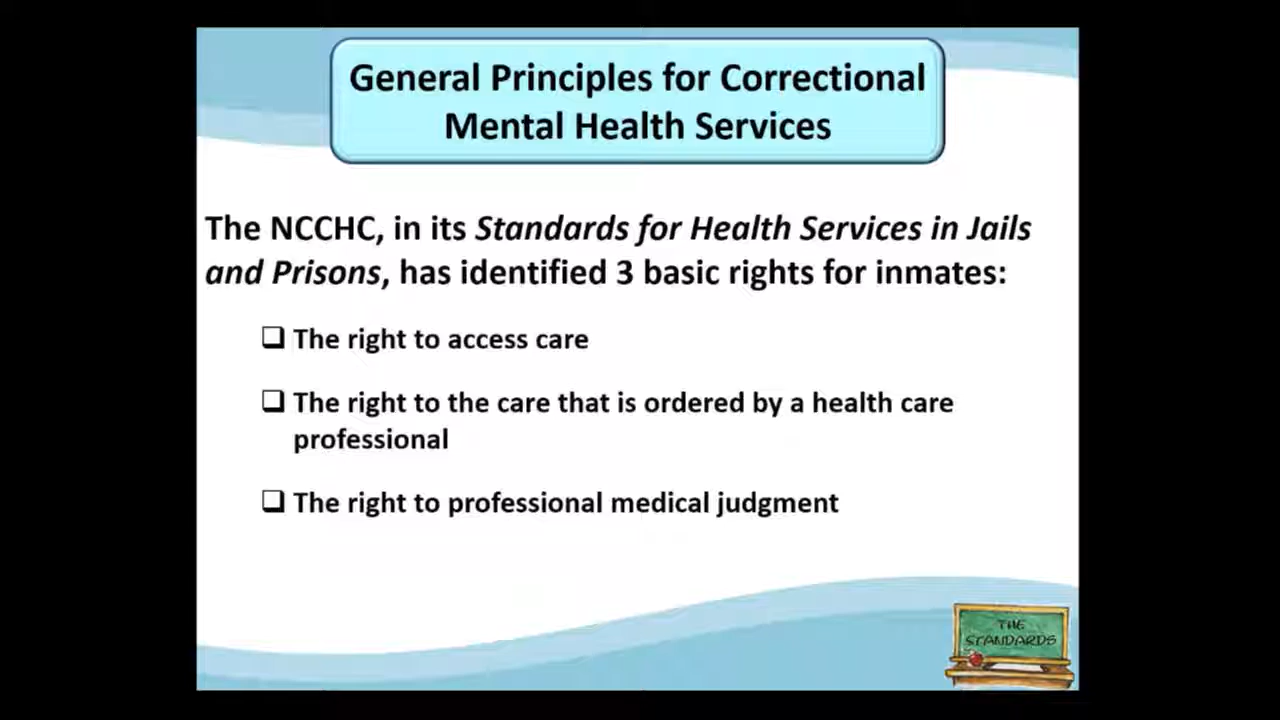 General Principles for Correctional
Mental Health Services
The NCCHC, in its Standards for Health Services in Jails
and Prisons, has identified 3 basic rights for inmates:
❑ The right to access care
❑ The right to the care that is ordered by a health care
professional
❑ The right to professional medical judgment
THE
STANDARDS